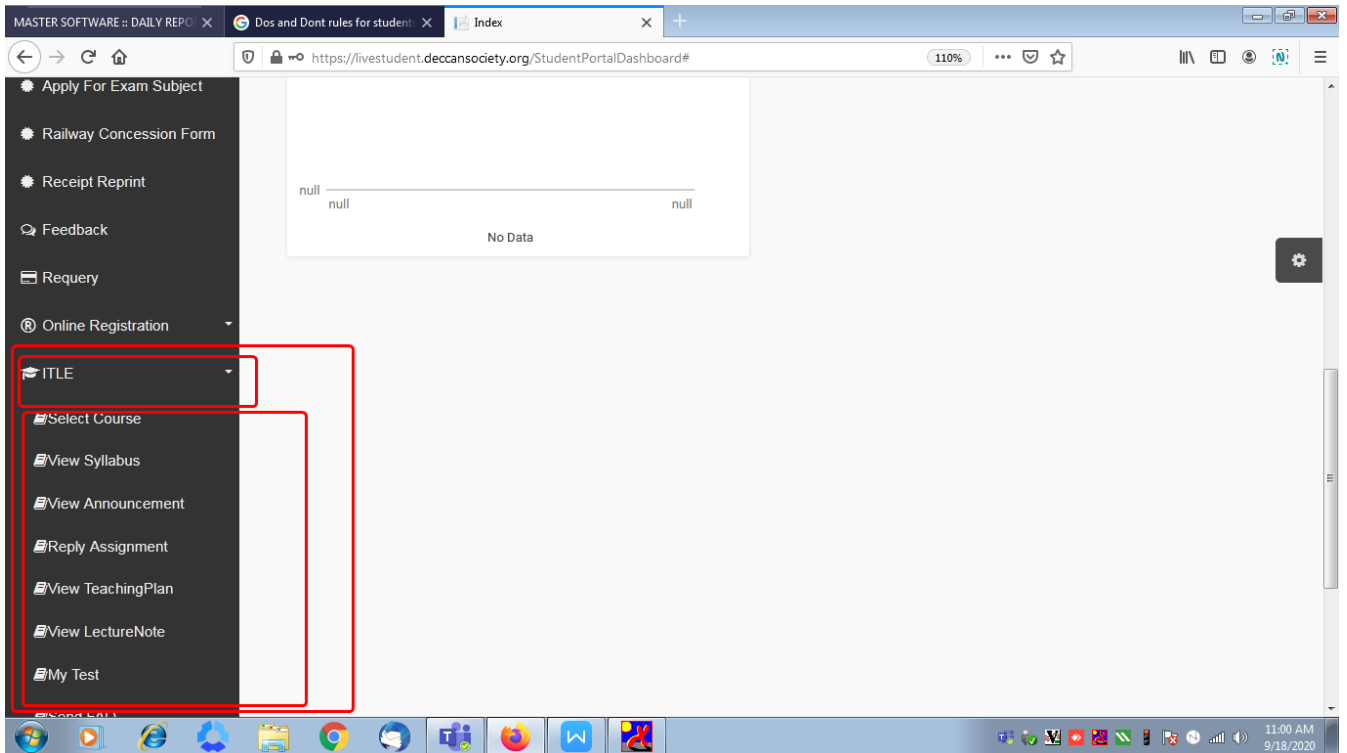 MASTER SOFTWARE :: DAILY REPO
Dos and Dont rules for student
Index
https://livestudent.deccansociety.org/StudentPortalDashboard#
110%
Apply For Exam Subject
Railway Concession Form
Receipt Reprint
Feedback
Requery
Online Registration
ITLE
Select Course
View Syllabus
View Announcement
Reply Assignment
View TeachingPlan
View LectureNote
My Test
Send FAQ
null
null null
No Data
11:00 AM
9/18/2020